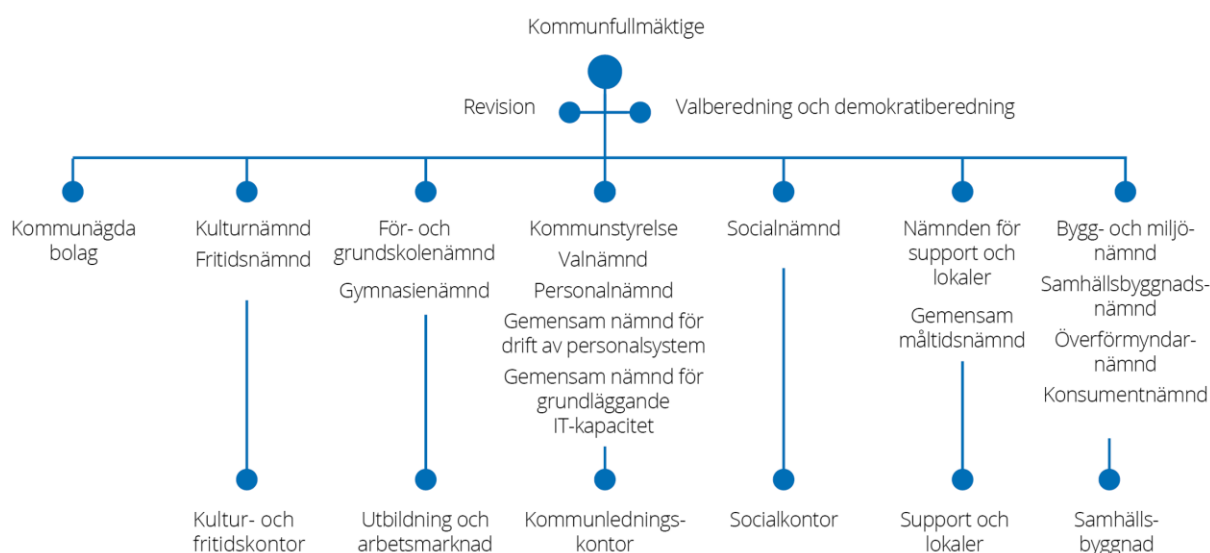 Kommunfullmäktige
Revision
Valberedning och demokratiberedning
Kommunägda
bolag
Kulturnämnd
Fritidsnämnd
För- och
grundskolenämnd
Gymnasienämnd
Kommunstyrelse
Valnämnd
Personalnämnd
Gemensam nämnd för
drift av personalsystem
Gemensam nämnd för
grundläggande
IT-kapacitet
Socialnämnd
Nämnden för
support och
lokaler
Gemensam
måltidsnämnd
Bygg- och miljö-
nämnd
Samhällsbyggnads-
nämnd
Överförmyndar-
nämnd
Konsumentnämnd
Kultur- och
fritidskontor
Utbildning och
arbetsmarknad
Kommunlednings-
kontor
Socialkontor
Support och
lokaler
Samhälls-
byggnad